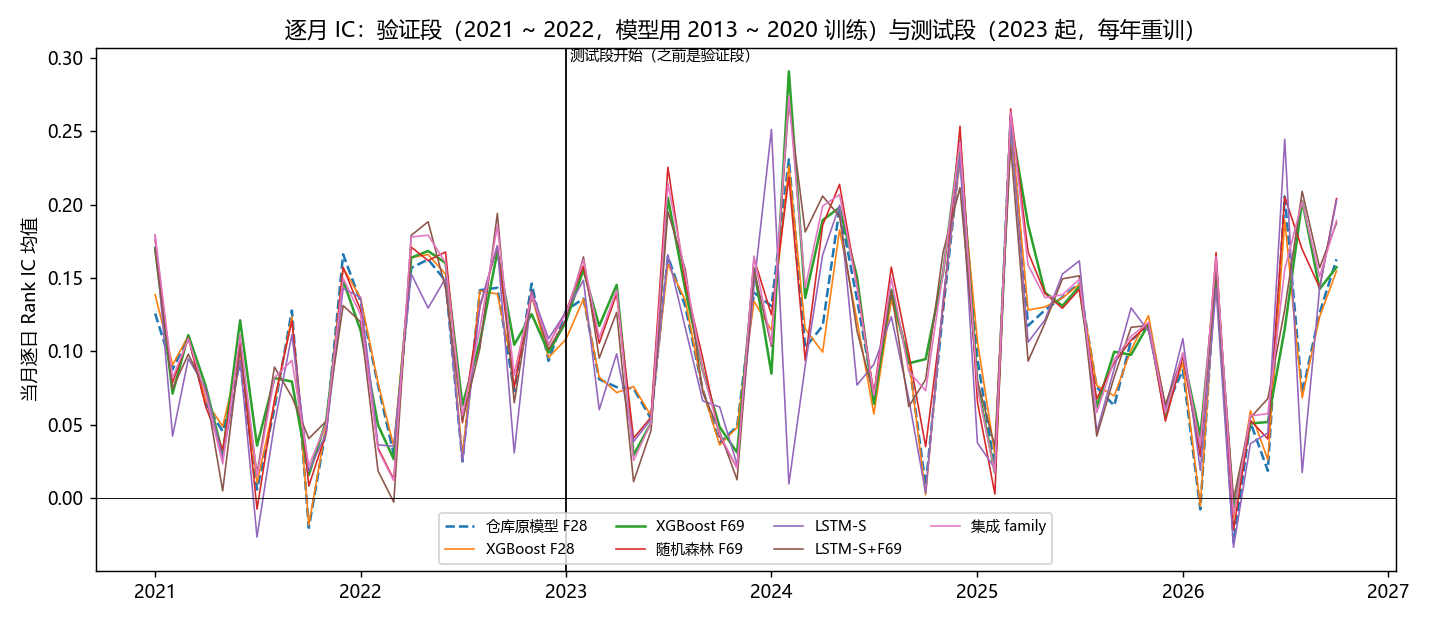 逐月 IC：验证段（2021 ~ 2022，模型用 2013 ~ 2020 训练）与测试段（2023 起，每年重训）
测试段开始（之前是验证段）
当月逐日 Rank IC 均值
0.30
0.25
0.20
0.15
0.10
0.05
0.00
仓库原模型 F28
XGBoost F28
XGBoost F69
随机森林 F69
LSTM-S
LSTM-S+F69
集成 family
2021
2022
2023
2024
2025
2026
2027